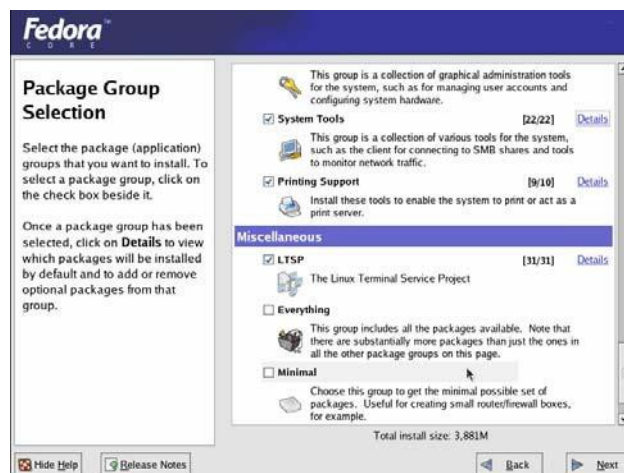 Fedora™
CORE
Package Group
Selection
Select the package (application)
groups that you want to install. To
select a package group, click on
the check box beside it.
Once a package group has been
selected, click on Details to view
which packages will be installed
by default and to add or remove
optional packages from that
group.
This group is a collection of graphical administration tools
for the system, such as for managing user accounts and
configuring system hardware.
System Tools [22/22] Details
This group is a collection of various tools for the system,
such as the client for connecting to SMB shares and tools
to monitor network traffic.
Printing Support [9/10] Details
Install these tools to enable the system to print or act as a
print server.
Miscellaneous
LTSP [31/31] Details
The Linux Terminal Service Project
Everything
This group includes all the packages available. Note that
there are substantially more packages than just the ones in
all the other package groups on this page.
Minimal
Choose this group to get the minimal possible set of
packages. Useful for creating small router/firewall boxes,
for example.
Total install size: 3,881M
Hide Help Release Notes Back Next